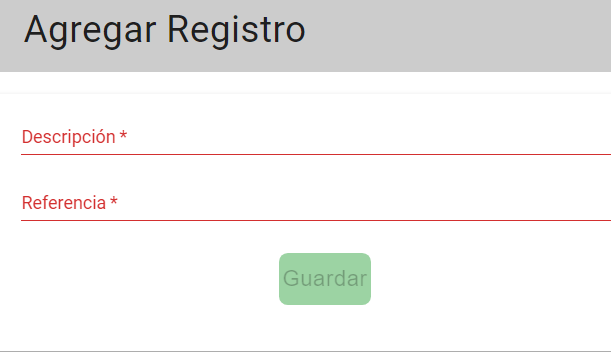 Agregar Registro
Descripción *
Referencia *
Guardar